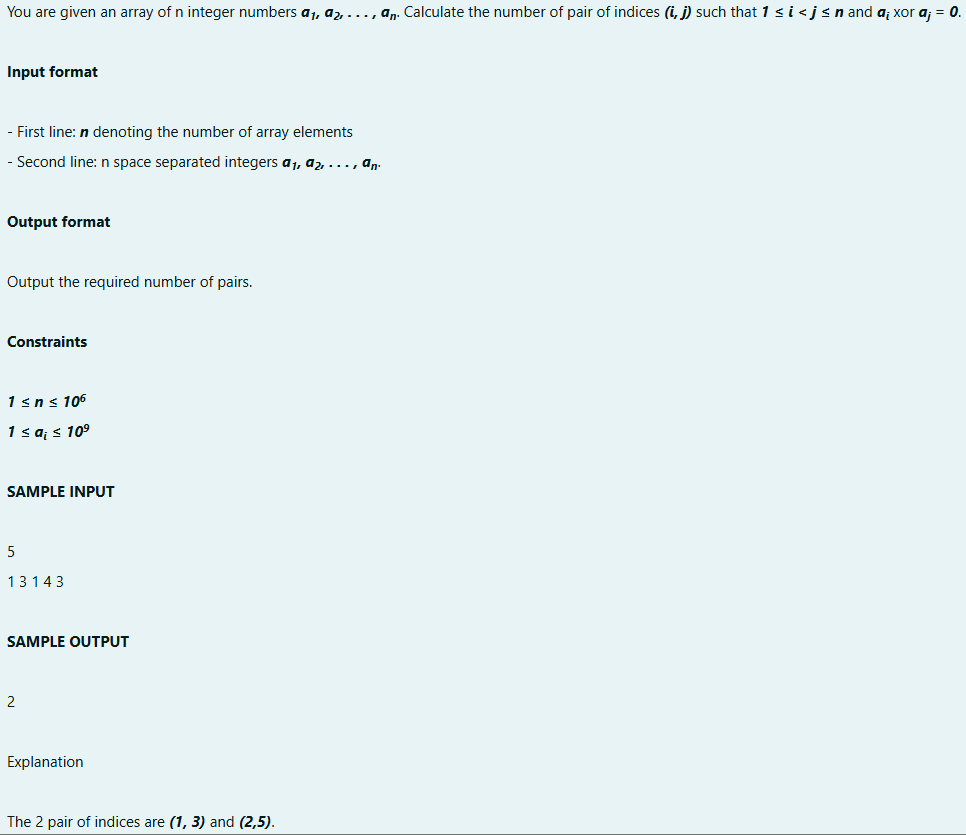 You are given an array of n integer numbers a1, a2, . . . , an. Calculate the number of pair of indices (i, j) such that 1 ≤ i < j ≤ n and ai xor aj = 0.
Input format
- First line: n denoting the number of array elements
- Second line: n space separated integers a1, a2, . . . , an.
Output format
Output the required number of pairs.
Constraints
1 ≤ n ≤ 10⁶
1 ≤ ai ≤ 10⁹
SAMPLE INPUT
5
1 3 1 4 3
SAMPLE OUTPUT
2
Explanation
The 2 pair of indices are (1, 3) and (2,5).